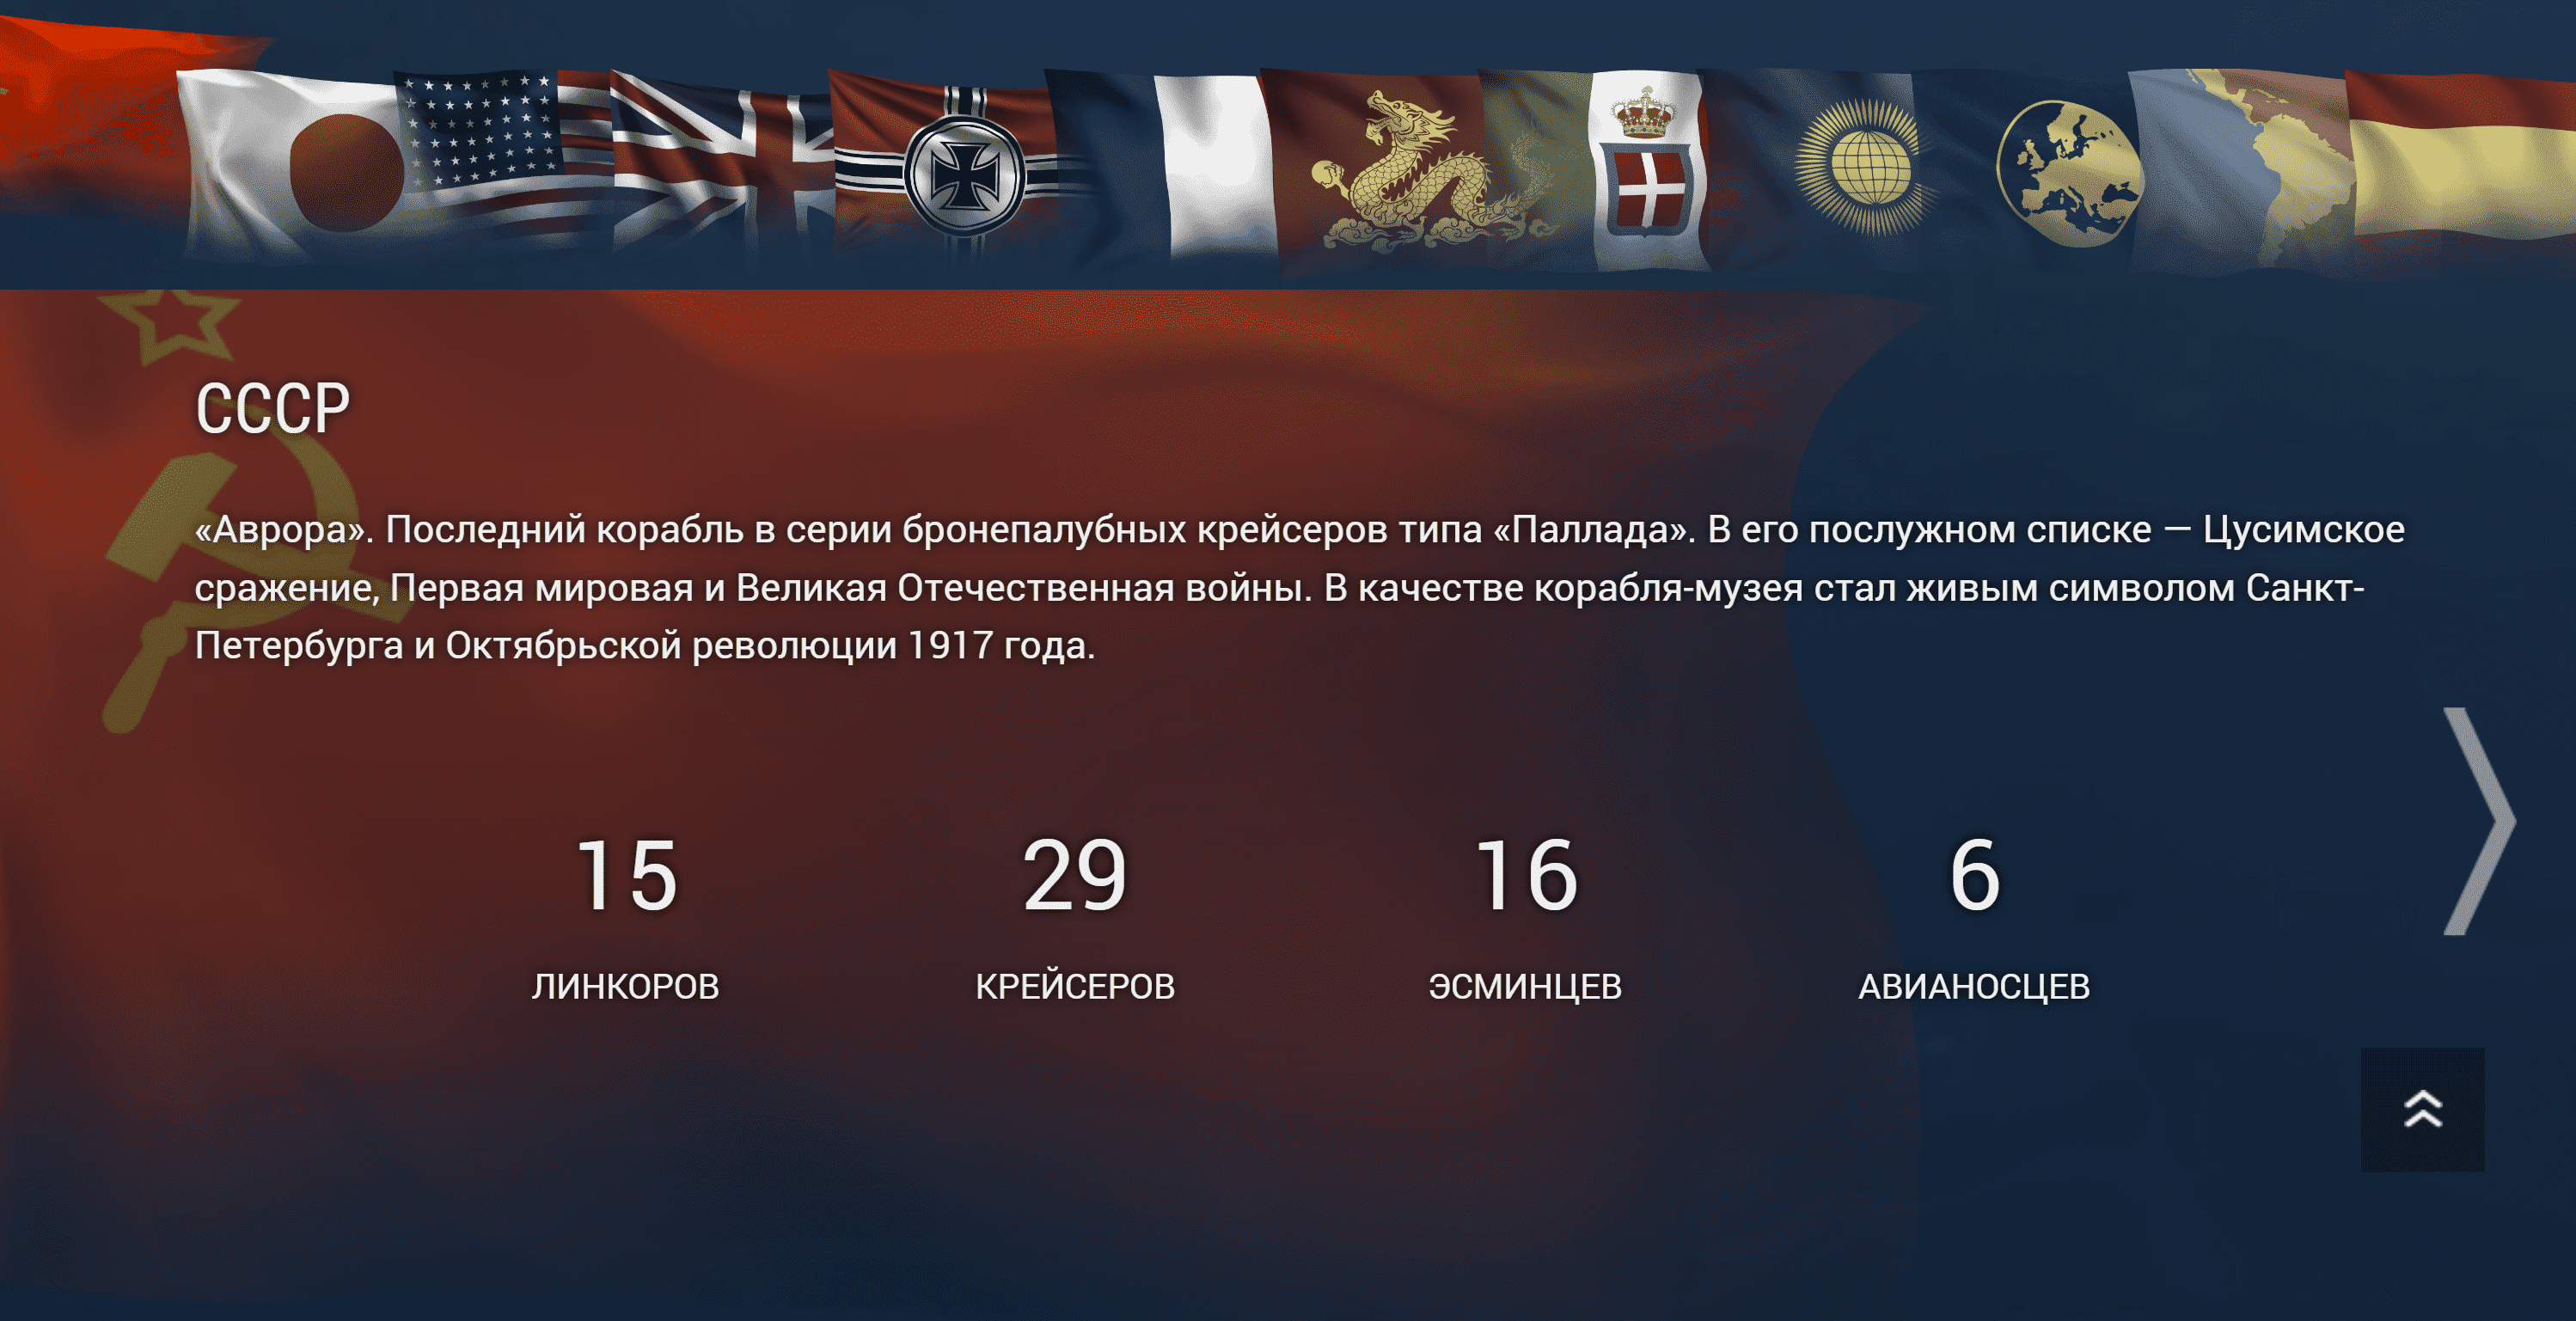 СССР
«Аврора». Последний корабль в серии бронепалубных крейсеров типа «Паллада». В его послужном списке — Цусимское
сражение, Первая мировая и Великая Отечественная войны. В качестве корабля-музея стал живым символом Санкт-
Петербурга и Октябрьской революции 1917 года.
15 29 16 6
ЛИНКОРОВ КРЕЙСЕРОВ ЭСМИНЦЕВ АВИАНОСЦЕВ